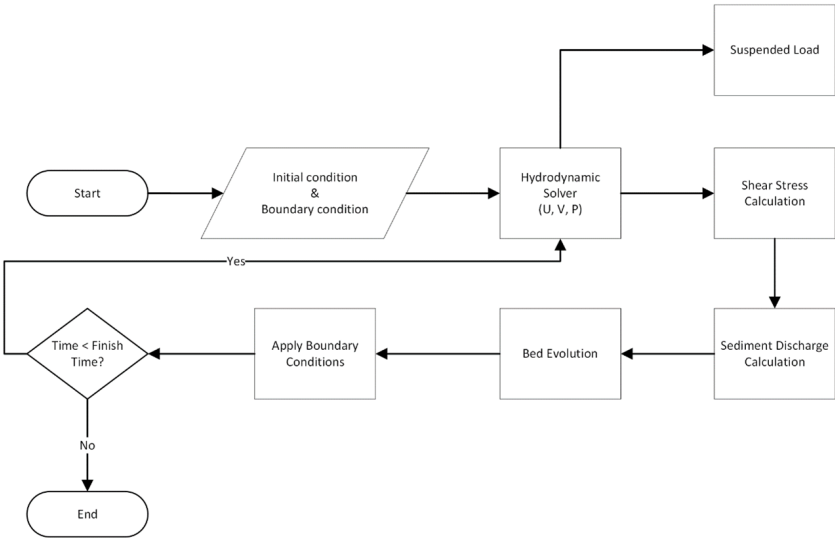 Suspended Load
Start
Initial condition
&
Boundary condition
Hydrodynamic
Solver
(U, V, P)
Shear Stress
Calculation
Yes
Time < Finish
Time?
Apply Boundary
Conditions
Bed Evolution
Sediment Discharge
Calculation
No
End